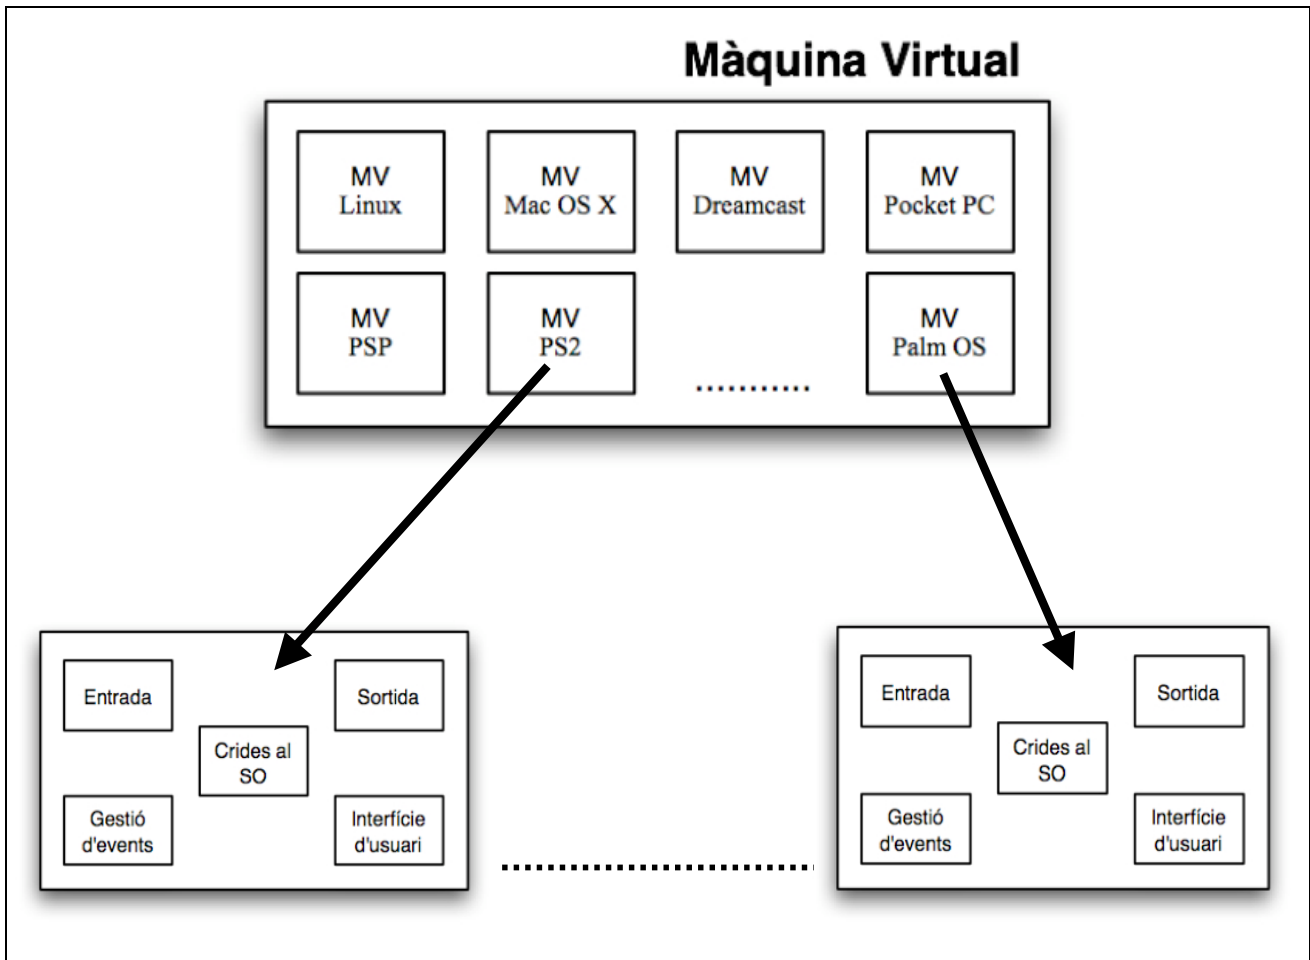 Màquina Virtual
MV
Linux
MV
Mac OS X
MV
Dreamcast
MV
Pocket PC
MV
PSP
MV
PS2
...........
MV
Palm OS
Entrada
Sortida
Crides al
SO
Gestió
d'events
Interfície
d'usuari
Entrada
Sortida
Crides al
SO
Gestió
d'events
Interfície
d'usuari